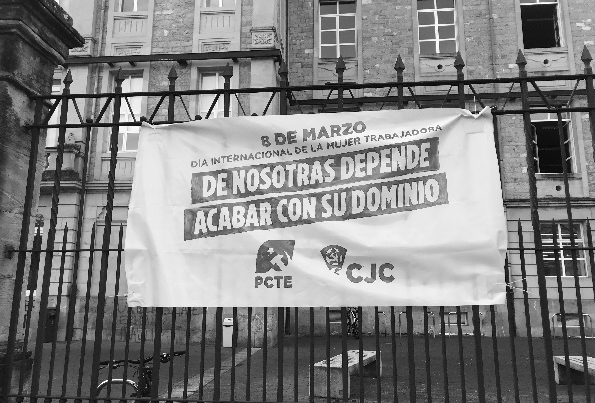 8 DE MARZO
DÍA INTERNACIONAL DE LA MUJER TRABAJADORA
DE NOSOTRAS DEPENDE
ACABAR CON SU DOMINIO
PCTE
CJC